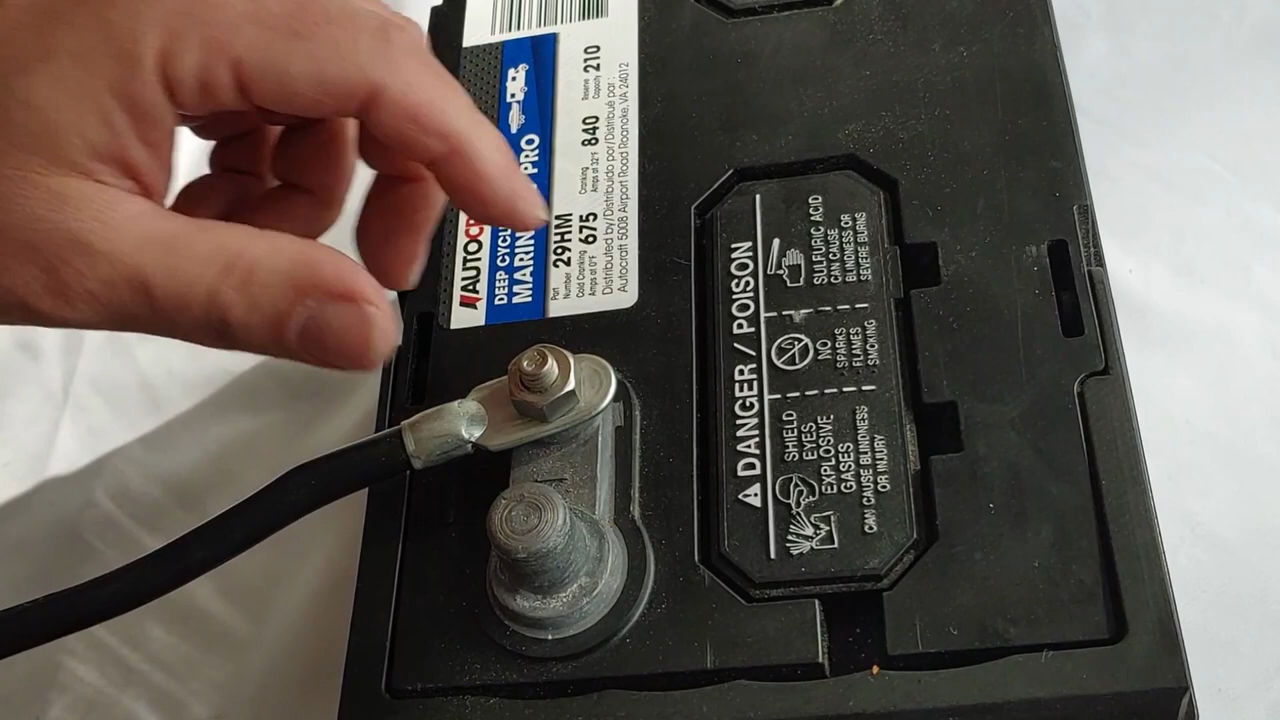 AUTOC
DEEP CYCL
MARIN PRO
Part Number 29HM
Cold Cranking Amps at 0°F 675
Cranking Amps at 32°F 840
Reserve Capacity 210
Distributed by/Distribuido por/Distribué par:
Autocraft 5008 Airport Road Roanoke, VA 24012
DANGER / POISON
SHIELD
EYES
EXPLOSIVE
GASES
CAN CAUSE BLINDNESS
OR INJURY
NO
• SPARKS
• FLAMES
• SMOKING
SULFURIC ACID
CAN CAUSE
BLINDNESS OR
SEVERE BURNS